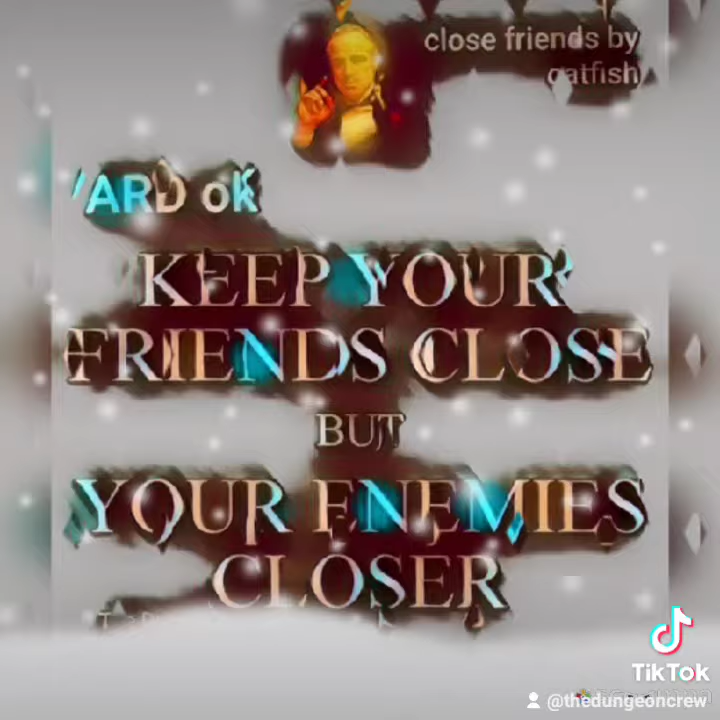 close friends by
catfish
ARD ok
KEEP YOUR
FRIENDS CLOSE
BUT
YOUR ENEMIES
CLOSER
TikTok
@thedungeoncrew